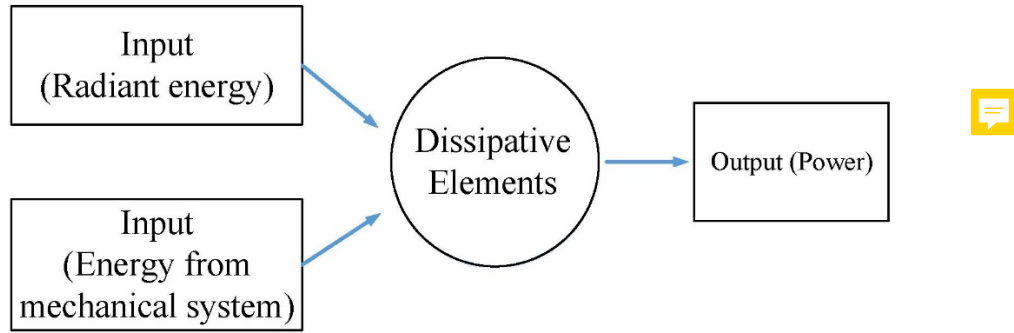 Input
(Radiant energy)
Dissipative
Elements
Output (Power)
Input
(Energy from
mechanical system)